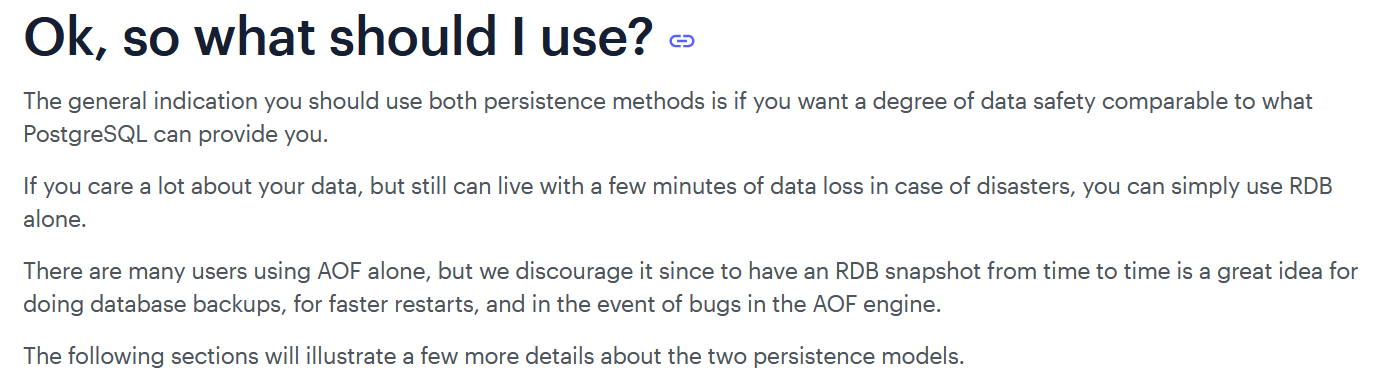 Ok, so what should I use?
The general indication you should use both persistence methods is if you want a degree of data safety comparable to what
PostgreSQL can provide you.
If you care a lot about your data, but still can live with a few minutes of data loss in case of disasters, you can simply use RDB
alone.
There are many users using AOF alone, but we discourage it since to have an RDB snapshot from time to time is a great idea for
doing database backups, for faster restarts, and in the event of bugs in the AOF engine.
The following sections will illustrate a few more details about the two persistence models.